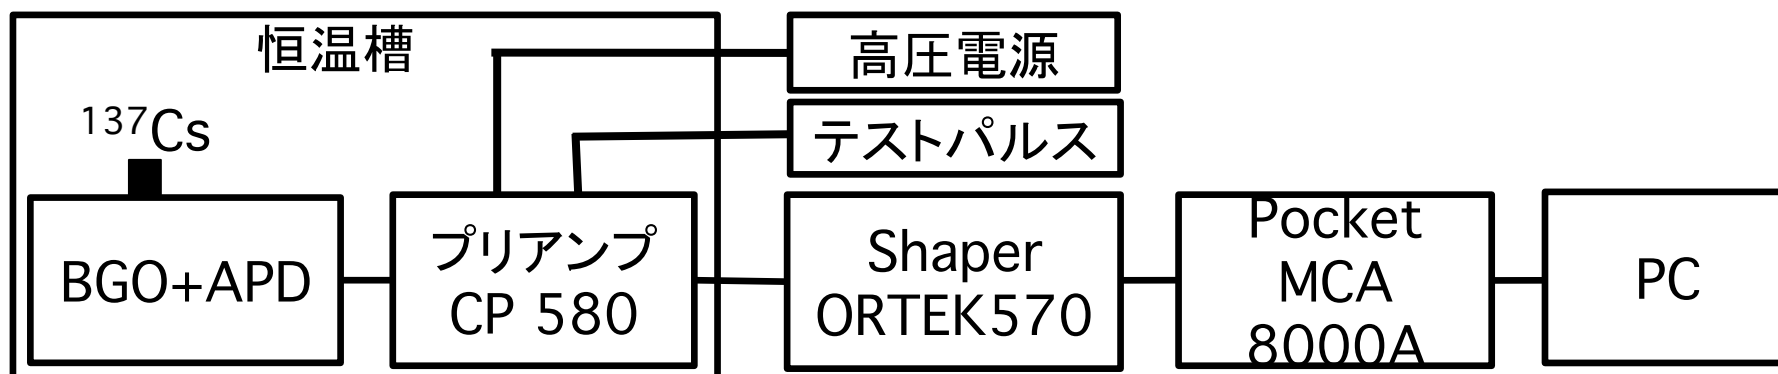 恒温槽
高圧電源
テストパルス
¹³⁷Cs
BGO+APD
プリアンプ
CP 580
Shaper
ORTEK570
Pocket
MCA
8000A
PC